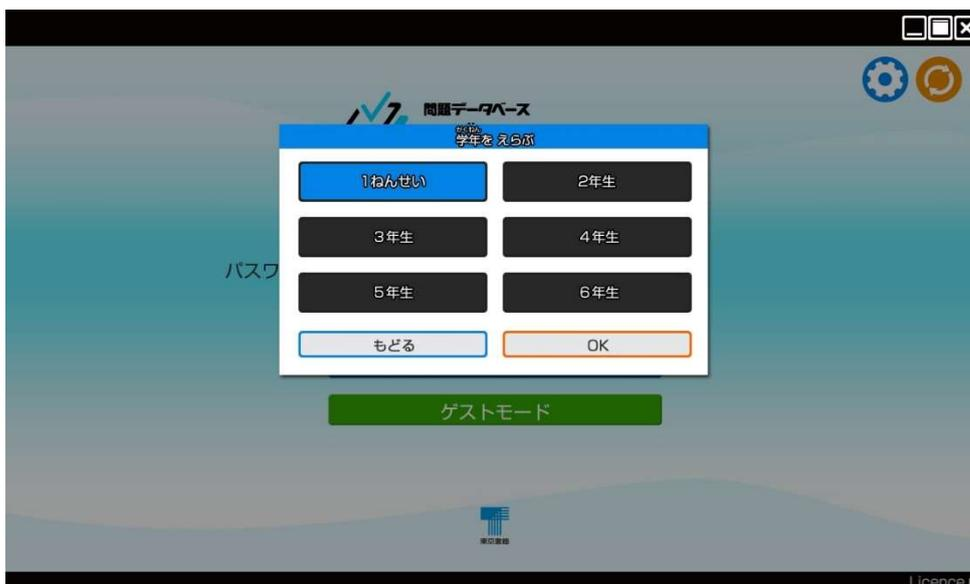 問題データベース
がくねん
学年を えらぶ
1ねんせい
2年生
3年生
4年生
5年生
6年生
パスワ
もどる
OK
ゲストモード
東京書籍
Licence